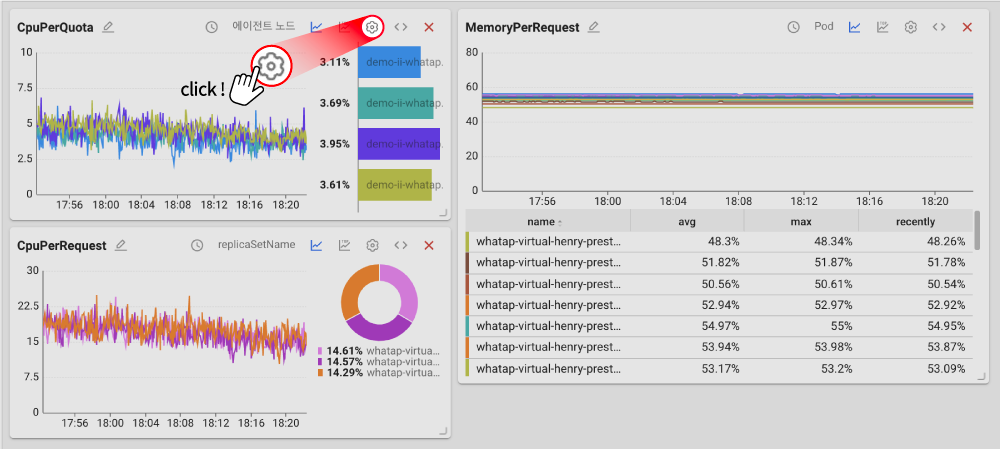 CpuPerQuota
에이전트 노드
click !
10
7.5
5
2.5
0
17:56
18:00
18:04
18:08
18:12
18:16
18:20
3.11% demo-ii-whatap.
3.69% demo-ii-whatap.
3.95% demo-ii-whatap.
3.61% demo-ii-whatap.
CpuPerRequest
replicaSetName
30
22.5
15
7.5
0
17:56
18:00
18:04
18:08
18:12
18:16
18:20
14.61% whatap-virtua...
14.57% whatap-virtua...
14.29% whatap-virtua...
MemoryPerRequest
Pod
80
60
40
20
0
17:56
18:00
18:04
18:08
18:12
18:16
18:20
name avg max recently
whatap-virtual-henry-prest... 48.3% 48.34% 48.26%
whatap-virtual-henry-prest... 51.82% 51.87% 51.78%
whatap-virtual-henry-prest... 50.56% 50.61% 50.54%
whatap-virtual-henry-prest... 52.94% 52.97% 52.92%
whatap-virtual-henry-prest... 54.97% 55% 54.95%
whatap-virtual-henry-prest... 53.94% 53.98% 53.87%
whatap-virtual-henry-prest... 53.17% 53.2% 53.09%